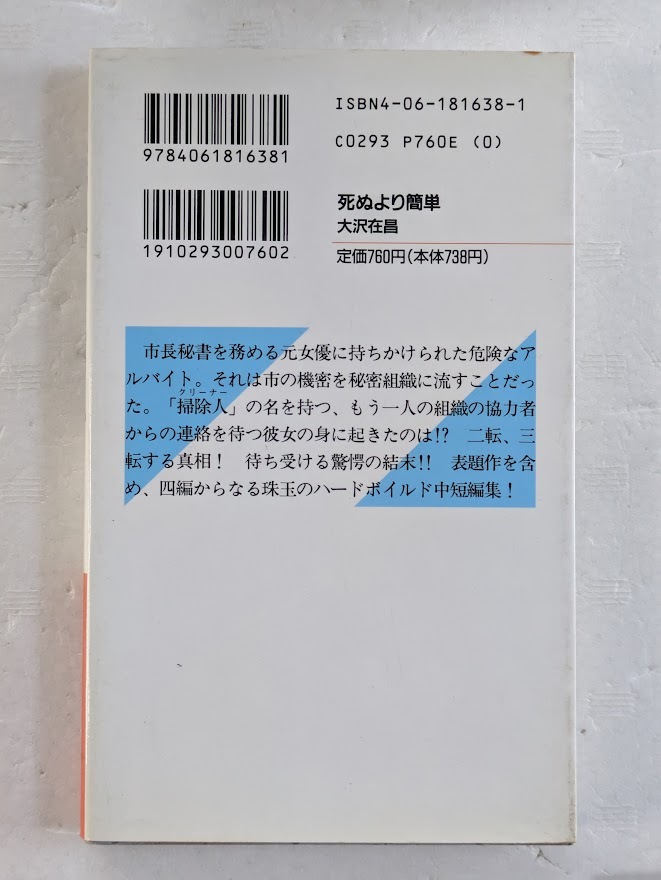 ISBN4-06-181638-1
9784061816381
C0293 P760E (0)
死ぬより簡単
大沢在昌
1910293007602
定価760円(本体738円)
市長秘書を務める元女優に持ちかけられた危険なア
ルバイト。それは市の機密を秘密組織に流すことだっ
クリーナー
た。「掃除人」の名を持つ、もう一人の組織の協力者
からの連絡を待つ彼女の身に起きたのは!? 二転、三
転する真相! 待ち受ける驚愕の結末!! 表題作を含
め、四編からなる珠玉のハードボイルド中短編集!